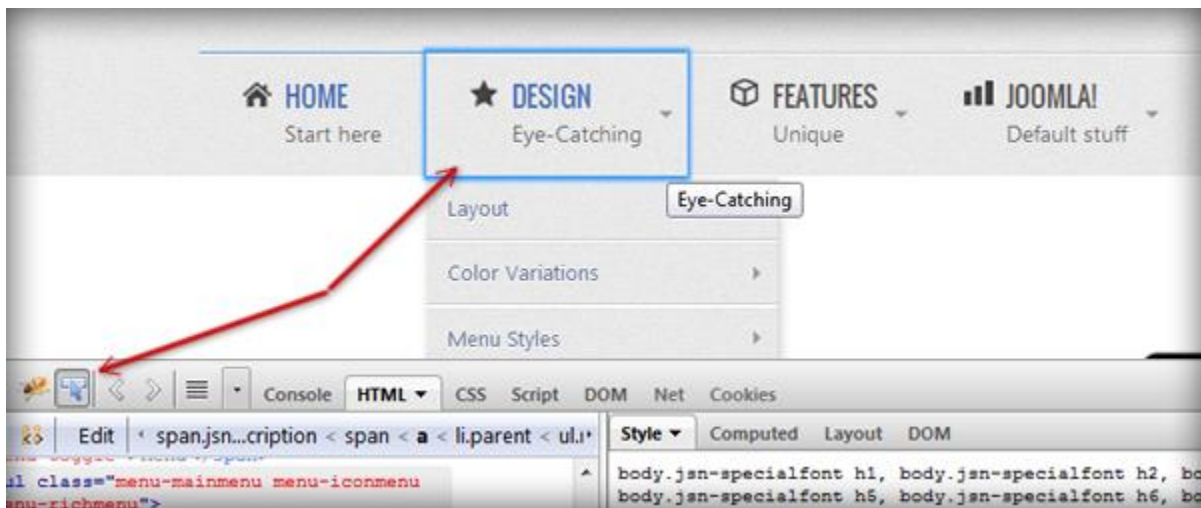 HOME
Start here
DESIGN
Eye-Catching
FEATURES
Unique
JOOMLA!
Default stuff
Eye-Catching
Layout
Color Variations
Menu Styles
Console HTML CSS Script DOM Net Cookies
Edit span.jsn...cription < span < a < li.parent < ul.
Style Computed Layout DOM
ul class="menu-mainmenu menu-iconmenu
menu-richmenu">
body.jsn-specialfont h1, body.jsn-specialfont h2, bo
body.jsn-specialfont h5, body.jsn-specialfont h6, bo